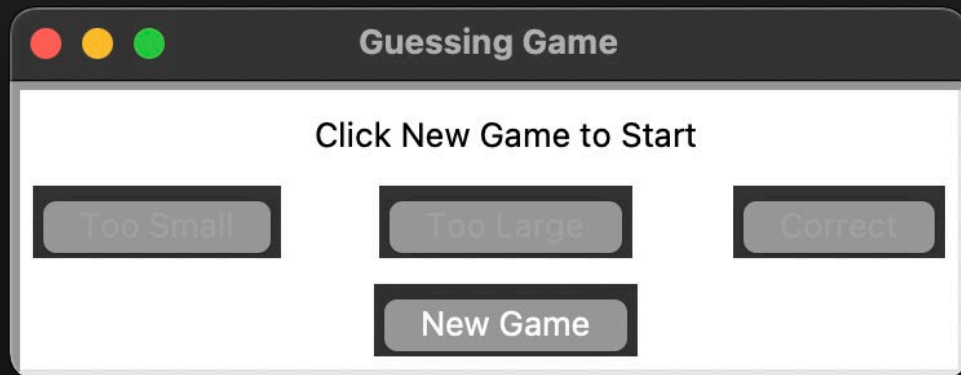 Guessing Game
Click New Game to Start
Too Small Too Large Correct
New Game